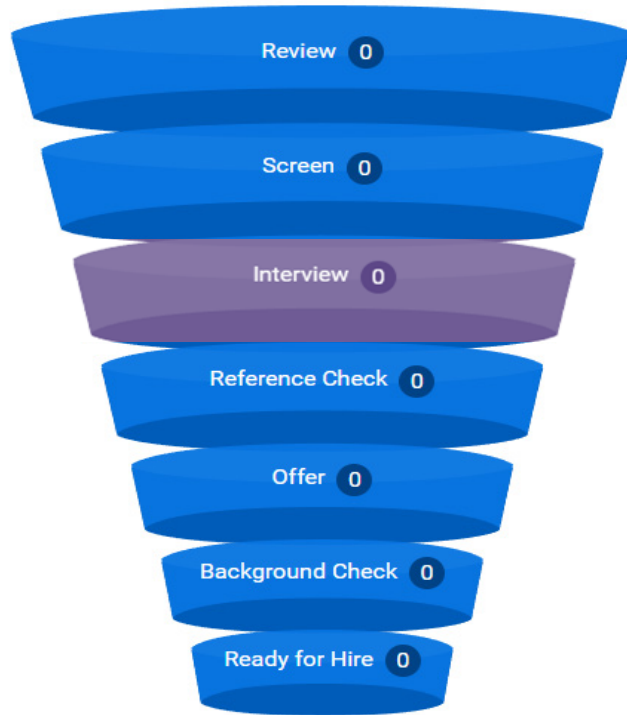 Review 0
Screen 0
Interview 0
Reference Check 0
Offer 0
Background Check 0
Ready for Hire 0